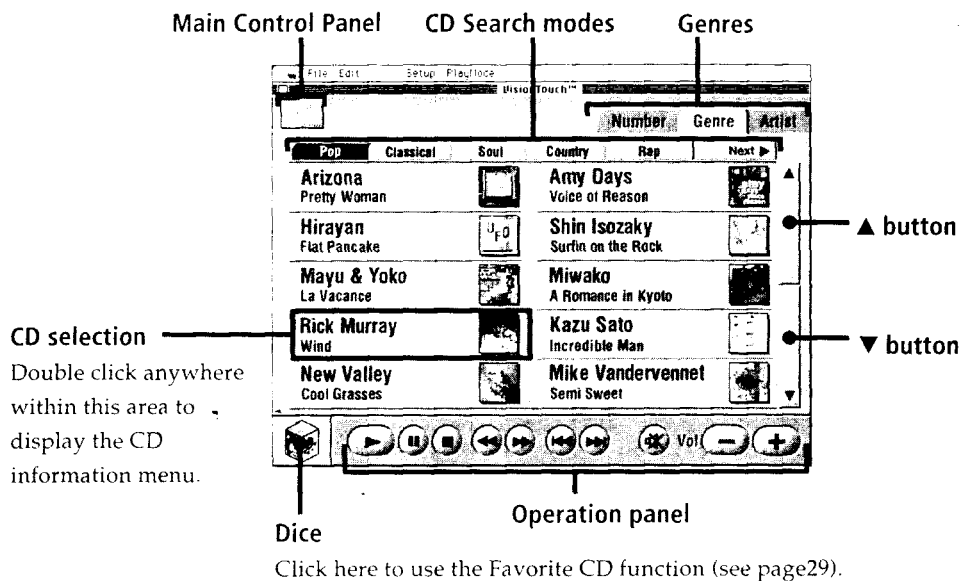 Main Control Panel CD Search modes Genres
File Edit Setup Playfloce
VisionTouch™
Number Genre Artist
Pop Classical Soul Country Rap Next ▶
Arizona
Pretty Woman
Amy Days
Voice of Reason
Hirayan
Flat Pancake
UFO
Shin Isozaky
Surfin on the Rock
▲ button
Mayu & Yoko
La Vacance
Miwako
A Romance in Kyoto
Rick Murray
Wind
Kazu Sato
Incredible Man
▼ button
New Valley
Cool Grasses
Mike Vandervennet
Semi Sweet
CD selection
Double click anywhere
within this area to
display the CD
information menu.
Vol
Operation panel
Dice
Click here to use the Favorite CD function (see page29).